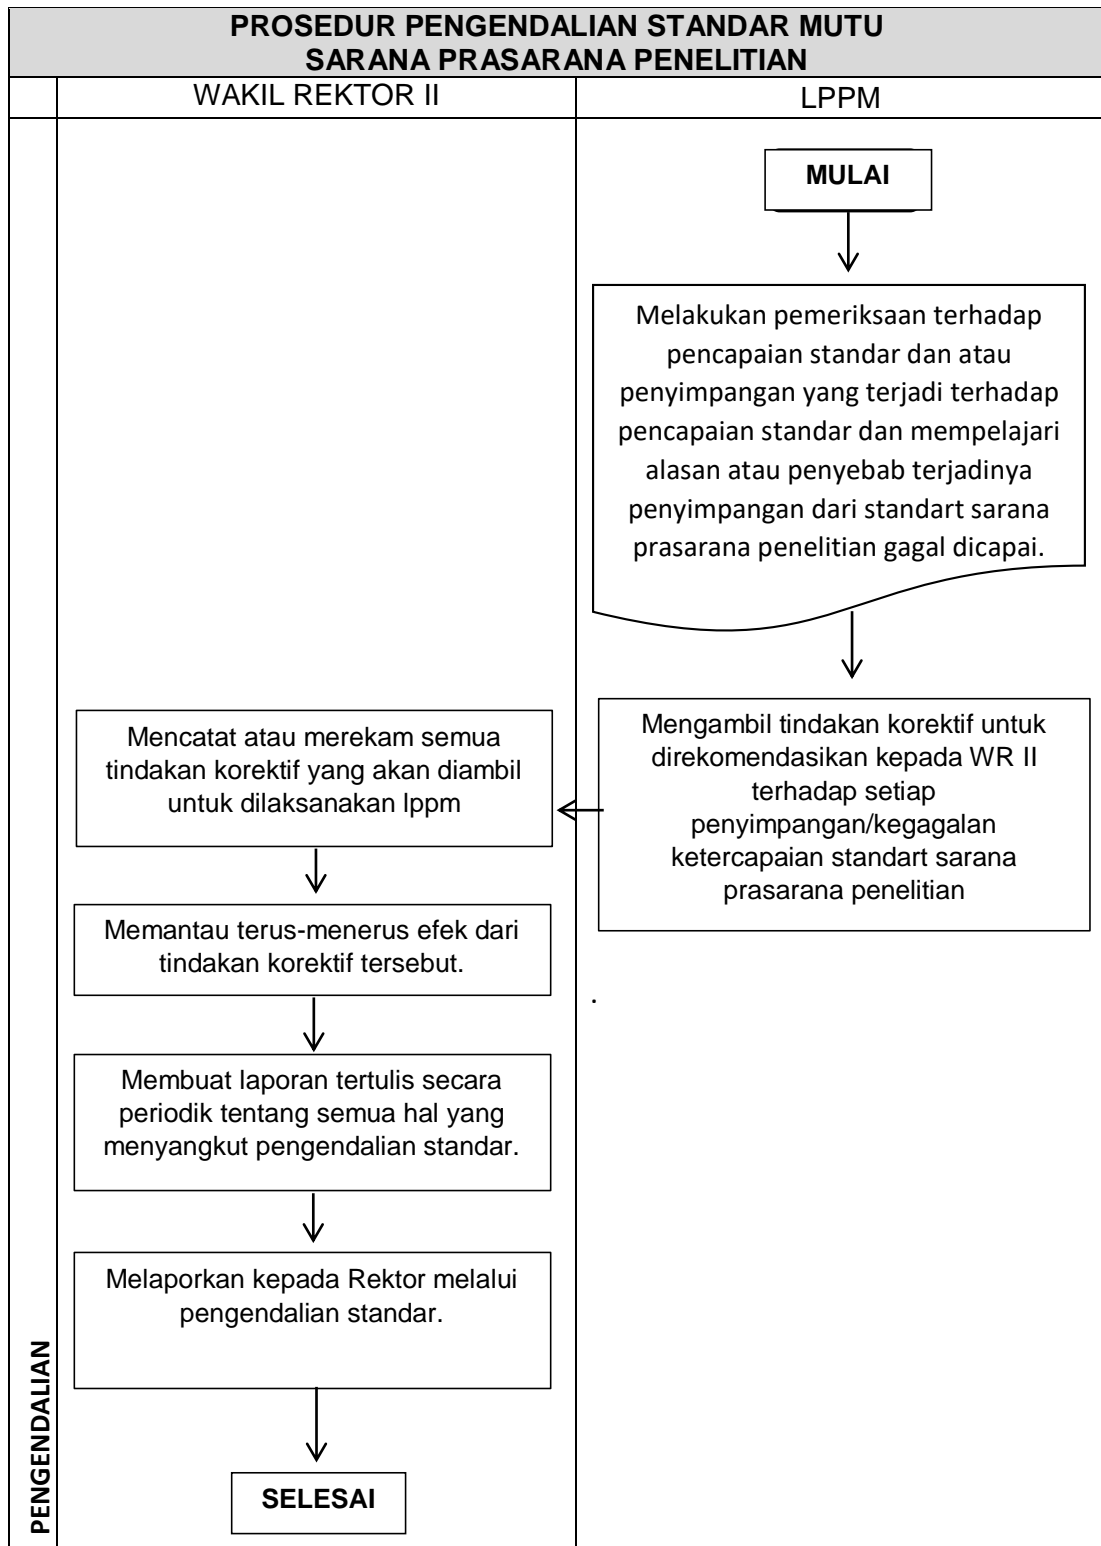 PROSEDUR PENGENDALIAN STANDAR MUTU
SARANA PRASARANA PENELITIAN
WAKIL REKTOR II
LPPM
MULAI
Melakukan pemeriksaan terhadap
pencapaian standar dan atau
penyimpangan yang terjadi terhadap
pencapaian standar dan mempelajari
alasan atau penyebab terjadinya
penyimpangan dari standart sarana
prasarana penelitian gagal dicapai.
Mengambil tindakan korektif untuk
direkomendasikan kepada WR II
terhadap setiap
penyimpangan/kegagalan
ketercapaian standart sarana
prasarana penelitian
.
Mencatat atau merekam semua
tindakan korektif yang akan diambil
untuk dilaksanakan lppm
Memantau terus-menerus efek dari
tindakan korektif tersebut.
Membuat laporan tertulis secara
periodik tentang semua hal yang
menyangkut pengendalian standar.
Melaporkan kepada Rektor melalui
pengendalian standar.
SELESAI
PENGENDALIAN